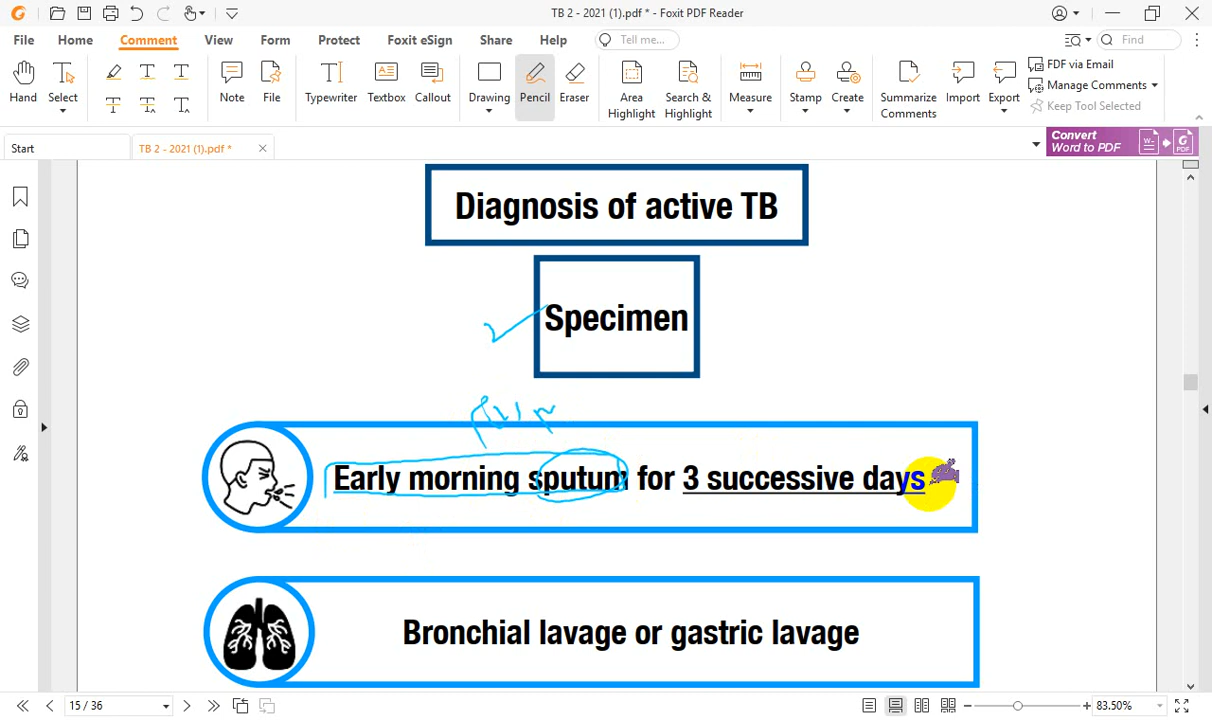 TB 2 - 2021 (1).pdf * - Foxit PDF Reader
File Home Comment View Form Protect Foxit eSign Share Help Tell me... Find
Hand Select Note File Typewriter Textbox Callout Drawing Pencil Eraser Area Highlight Search & Highlight Measure Stamp Create Summarize Comments Import Export
FDF via Email
Manage Comments
Keep Tool Selected
Start TB 2 - 2021 (1).pdf * Convert Word to PDF
Diagnosis of active TB
Specimen
Early morning sputum for 3 successive days
Bronchial lavage or gastric lavage
15 / 36 83.50%